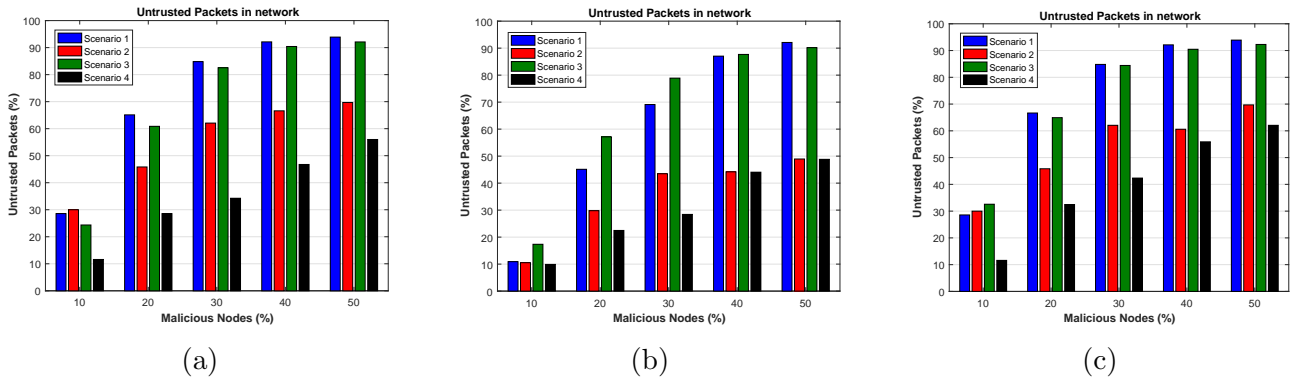 Untrusted Packets in network
100
90
80
70
60
50
40
30
20
10
0
Untrusted Packets (%)
Scenario 1
Scenario 2
Scenario 3
Scenario 4
10 20 30 40 50
Malicious Nodes (%)
(a)
Untrusted Packets in network
100
90
80
70
60
50
40
30
20
10
0
Untrusted Packets (%)
Scenario 1
Scenario 2
Scenario 3
Scenario 4
10 20 30 40 50
Malicious Nodes (%)
(b)
Untrusted Packets in network
100
90
80
70
60
50
40
30
20
10
0
Untrusted Packets (%)
Scenario 1
Scenario 2
Scenario 3
Scenario 4
10 20 30 40 50
Malicious Nodes (%)
(c)